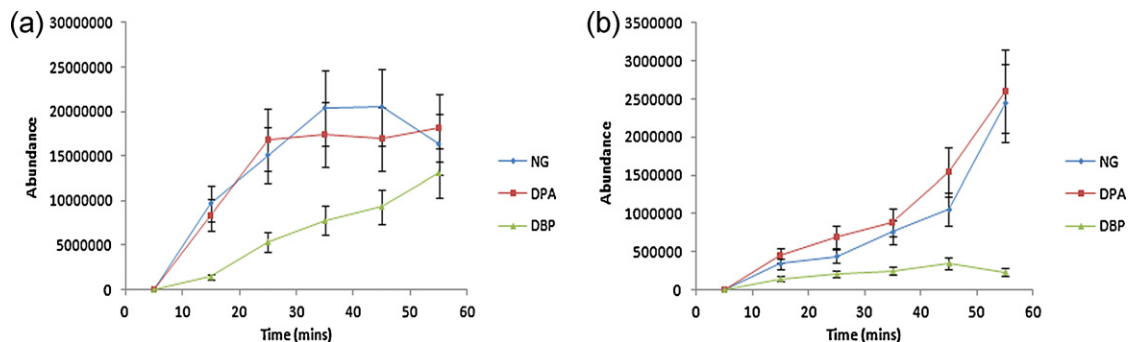 (a)
30000000
25000000
20000000
15000000
10000000
5000000
0
Abundance
0 10 20 30 40 50 60
Time (mins)
NG
DPA
DBP
(b)
3500000
3000000
2500000
2000000
1500000
1000000
500000
0
Abundance
0 10 20 30 40 50 60
Time (mins)
NG
DPA
DBP